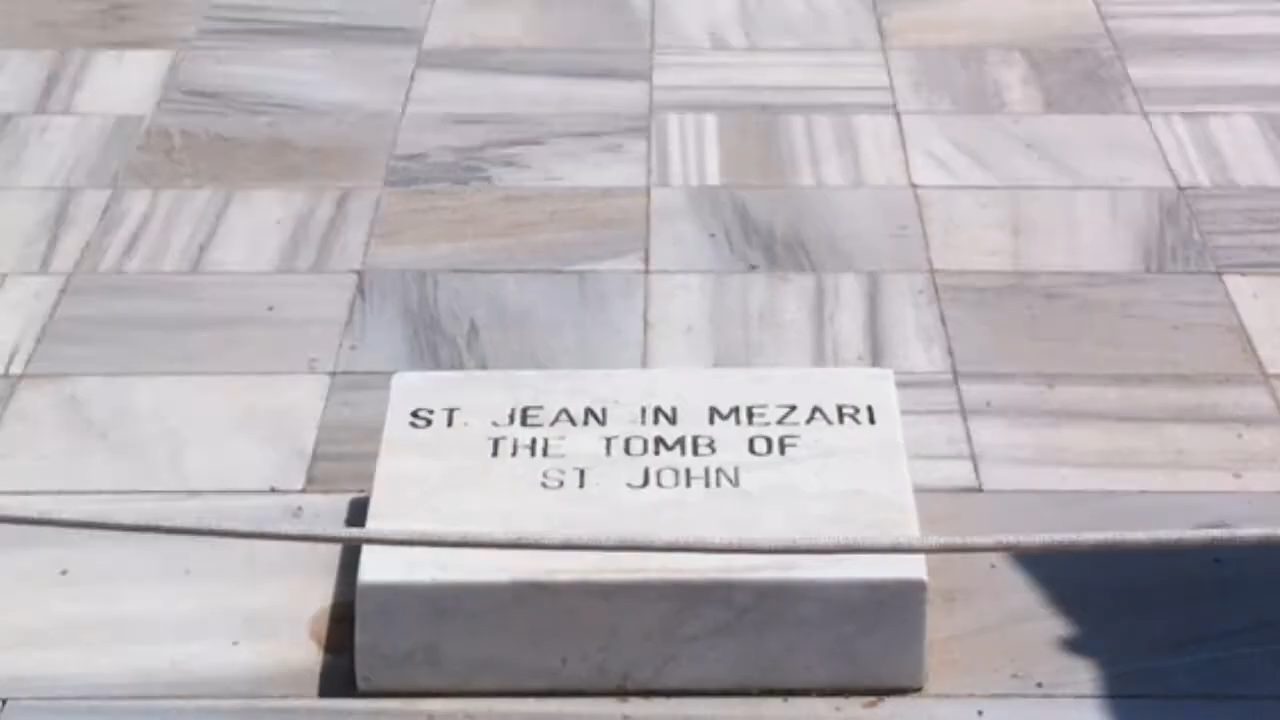 ST. JEAN IN MEZARI
THE TOMB OF
ST. JOHN